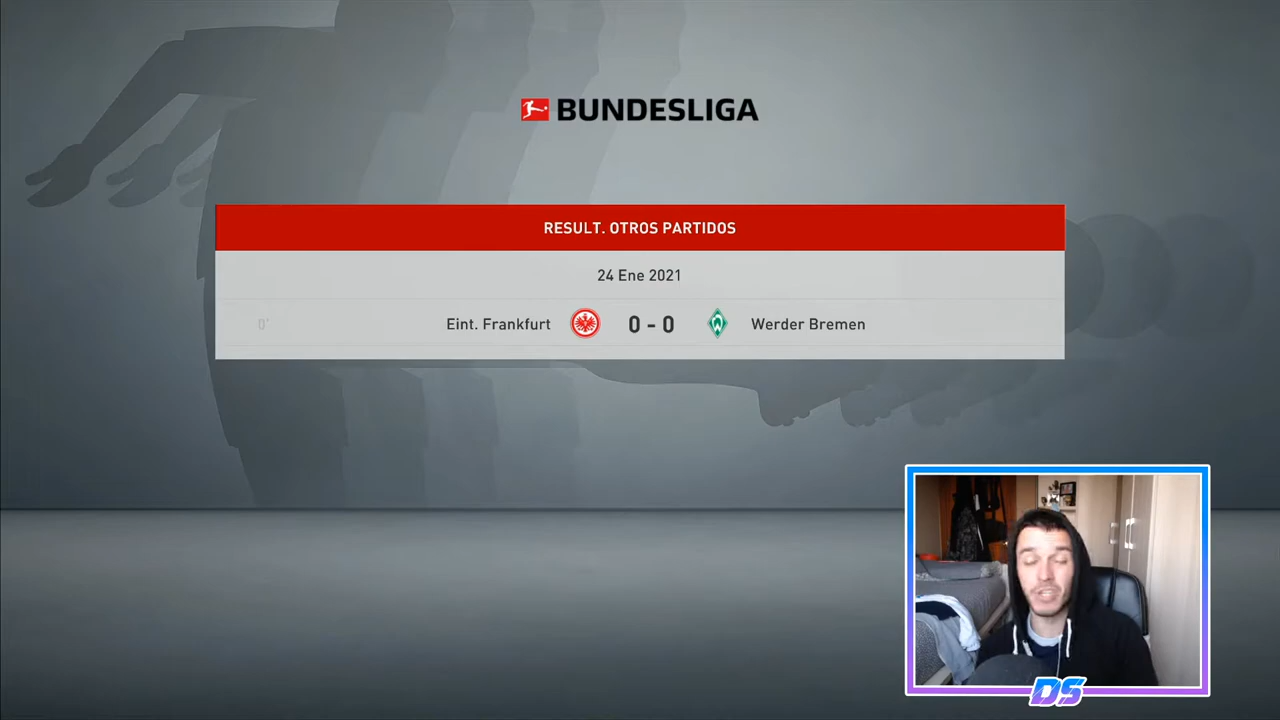 BUNDESLIGA
RESULT. OTROS PARTIDOS
24 Ene 2021
0' Eint. Frankfurt 0 - 0 Werder Bremen
DS